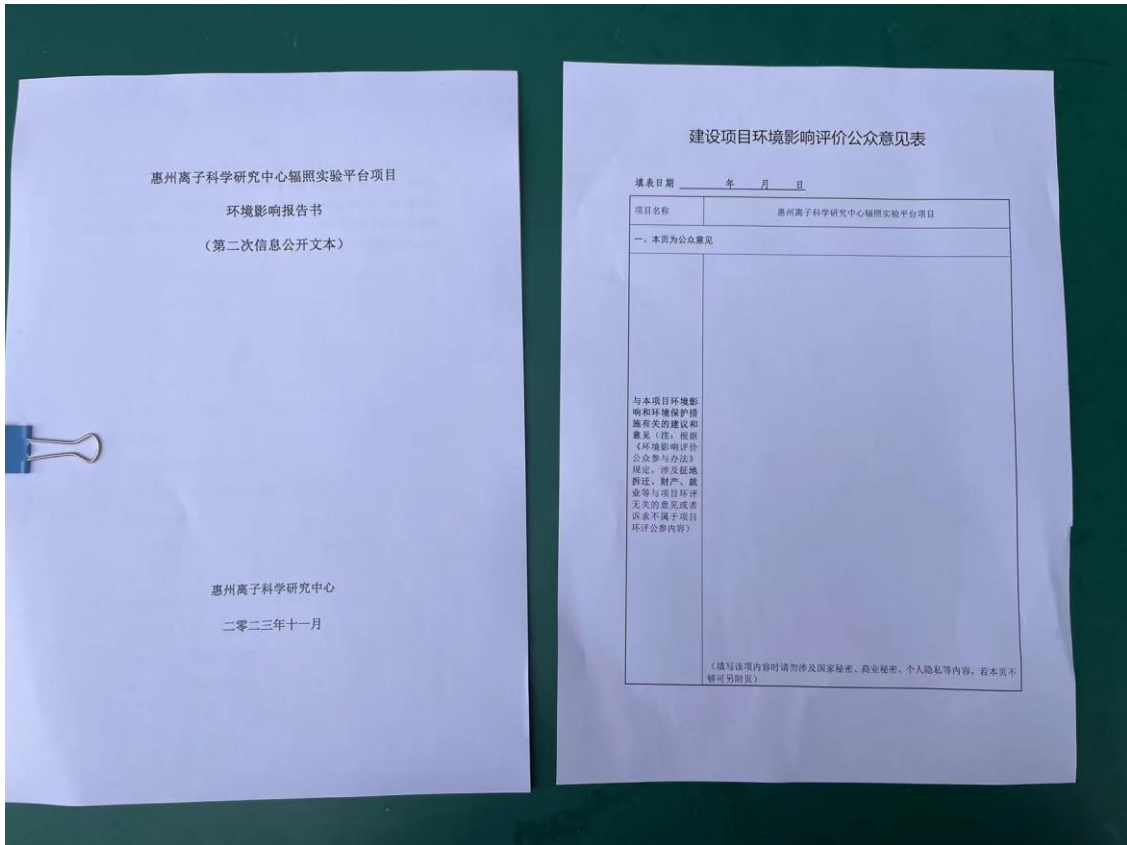 惠州离子科学研究中心辐照实验平台项目
环境影响报告书
（第二次信息公开文本）
惠州离子科学研究中心
二零二三年十一月
建设项目环境影响评价公众意见表
填表日期 年 月 日
项目名称 惠州离子科学研究中心辐照实验平台项目
一、本页为公众意见
与本项目环境影
响和环境保护措
施有关的建议和
意见（注：根据
《环境影响评价
公众参与办法》
规定，涉及征地
拆迁、财产、就
业等与项目环评
无关的意见或者
诉求不属于项目
环评公参内容）
（填写该项内容时请勿涉及国家秘密、商业秘密、个人隐私等内容，若本页不
够可另附页）